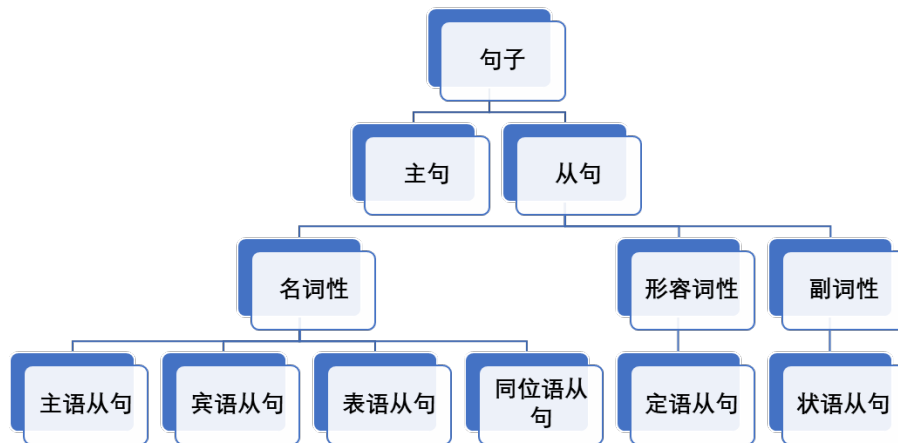 句子
主句
从句
名词性
形容词性
副词性
主语从句
宾语从句
表语从句
同位语从
句
定语从句
状语从句